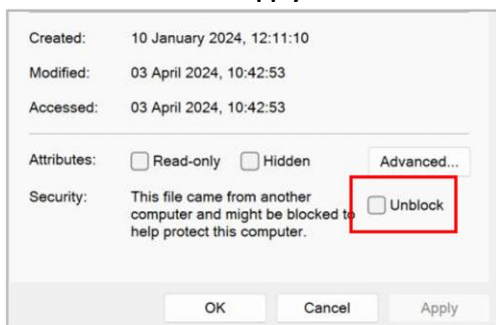 Created: 10 January 2024, 12:11:10
Modified: 03 April 2024, 10:42:53
Accessed: 03 April 2024, 10:42:53
Attributes: Read-only Hidden Advanced...
Security: This file came from another
computer and might be blocked to
help protect this computer.
Unblock
OK Cancel Apply